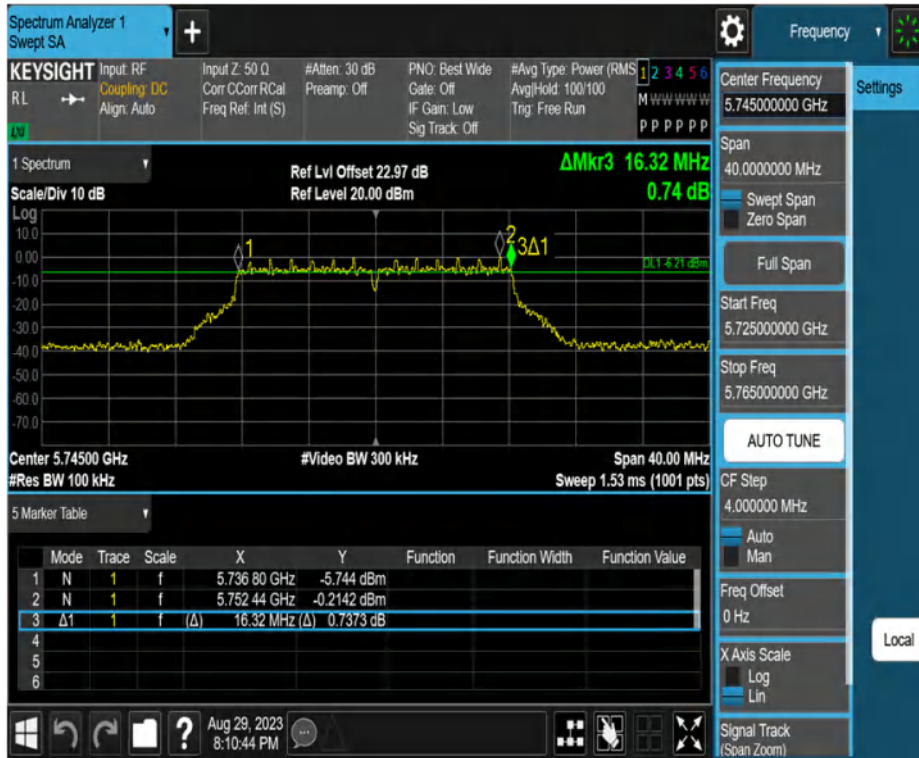 Spectrum Analyzer 1
Swept SA
+
Frequency
KEYSIGHT Input: RF Input Z: 50 Ω #Atten: 30 dB PNO: Best Wide #Avg Type: Power (RMS 1 2 3 4 5 6
RL Coupling: DC Corr CCorr RCal Preamp: Off Gate: Off Avg|Hold: 100/100 M W W W W W
Align: Auto Freq Ref: Int (S) IF Gain: Low Trig: Free Run
LXI Sig Track: Off P P P P P P
1 Spectrum
Ref Lvl Offset 22.97 dB ΔMkr3 16.32 MHz
Scale/Div 10 dB Ref Level 20.00 dBm 0.74 dB
Log
10.0
0.00
-10.0
-20.0
-30.0
-40.0
-50.0
-60.0
-70.0
1
2
3Δ1
DL1 -6.21 dBm
Center 5.74500 GHz #Video BW 300 kHz Span 40.00 MHz
#Res BW 100 kHz Sweep 1.53 ms (1001 pts)
5 Marker Table
Mode Trace Scale X Y Function Function Width Function Value
1 N 1 f 5.736 80 GHz -5.744 dBm
2 N 1 f 5.752 44 GHz -0.2142 dBm
3 Δ1 1 f (Δ) 16.32 MHz (Δ) 0.7373 dB
4
5
6
?
Aug 29, 2023
8:10:44 PM
Center Frequency
5.745000000 GHz
Span
40.0000000 MHz
Swept Span
Zero Span
Full Span
Start Freq
5.725000000 GHz
Stop Freq
5.765000000 GHz
AUTO TUNE
CF Step
4.000000 MHz
Auto
Man
Freq Offset
0 Hz
X Axis Scale
Log
Lin
Signal Track
(Span Zoom)
Settings
Local